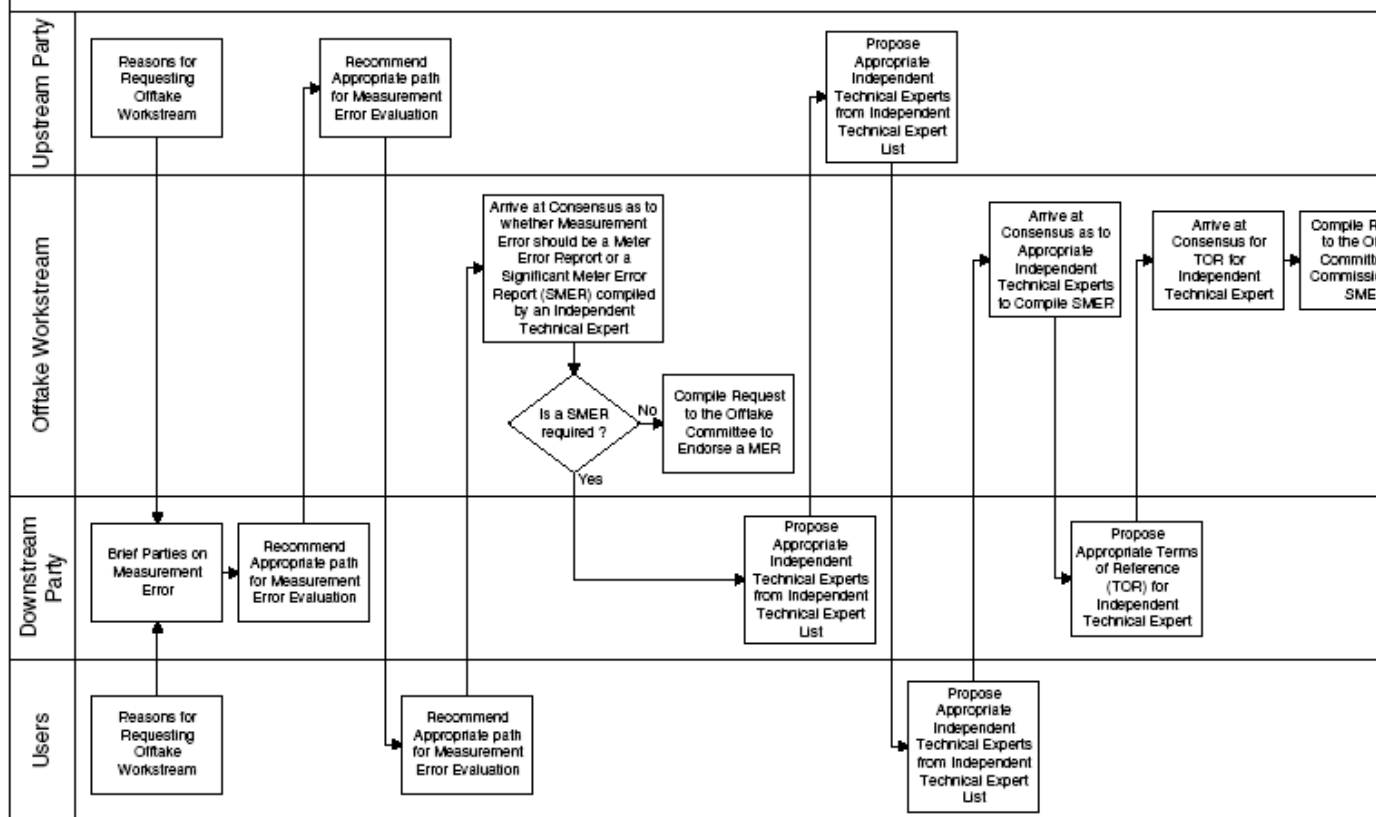 Upstream Party
Reasons for
Requesting
Offtake
Workstream
Recommend
Appropriate path
for Measurement
Error Evaluation
Propose
Appropriate
Independent
Technical Experts
from Independent
Technical Expert
List
Offtake Workstream
Arrive at Consensus as to
whether Measurement
Error should be a Meter
Error Report or a
Significant Meter Error
Report (SMER) compiled
by an Independent
Technical Expert
Is a SMER
required ?
No
Yes
Compile Request
to the Offtake
Committee to
Endorse a MER
Arrive at
Consensus as to
Appropriate
Independent
Technical Experts
to Compile SMER
Arrive at
Consensus for
TOR for
Independent
Technical Expert
Compile
to the
Downstream
Party
Brief Parties on
Measurement
Error
Recommend
Appropriate path
for Measurement
Error Evaluation
Propose
Appropriate
Independent
Technical Experts
from Independent
Technical Expert
List
Propose
Appropriate Terms
of Reference
(TOR) for
Independent
Technical Expert
Users
Reasons for
Requesting
Offtake
Workstream
Recommend
Appropriate path
for Measurement
Error Evaluation
Propose
Appropriate
Independent
Technical Experts
from Independent
Technical Expert
List